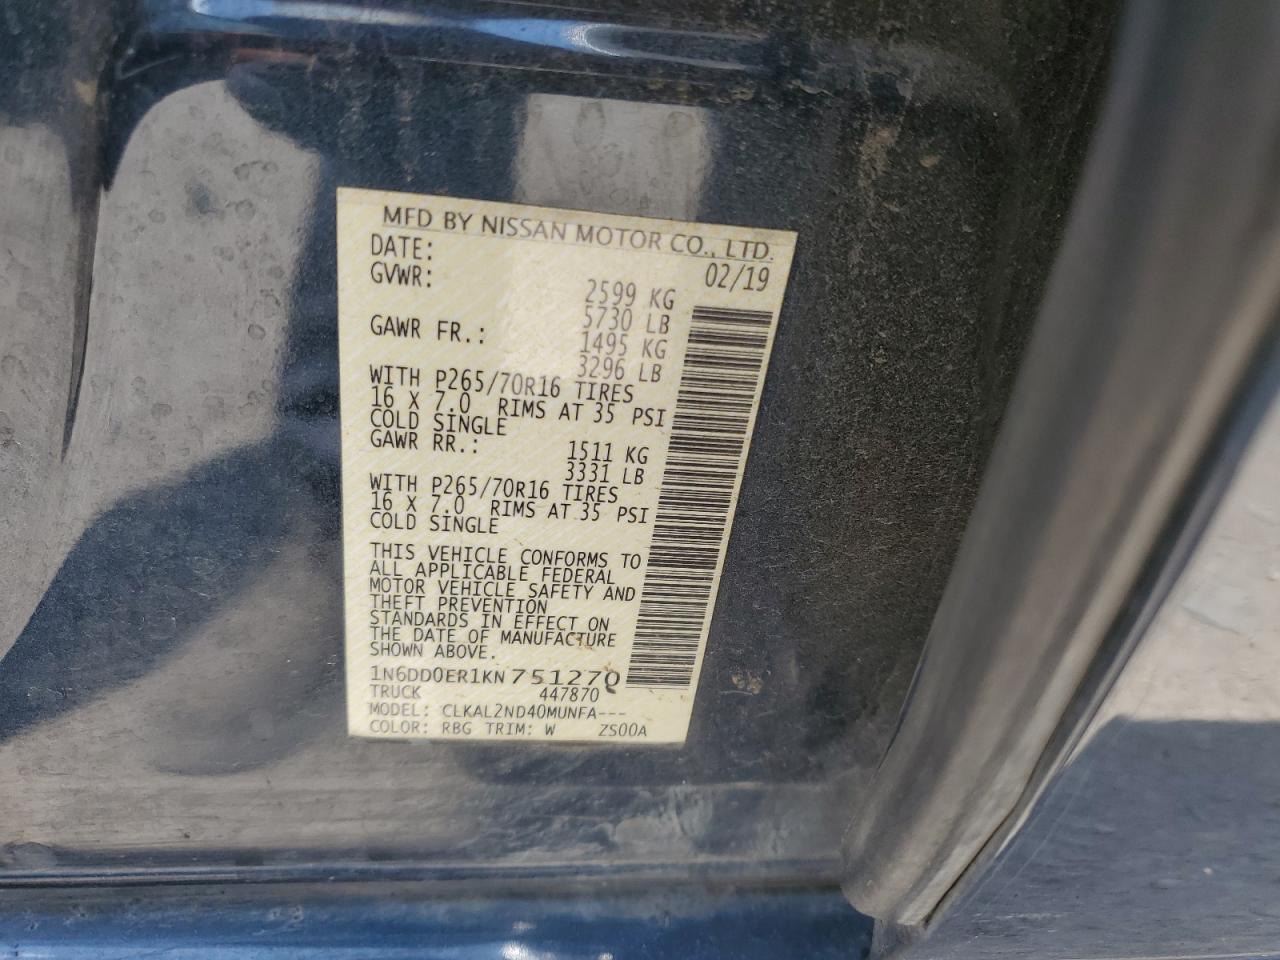 MFD BY NISSAN MOTOR CO., LTD.
DATE: 02/19
GVWR: 2599 KG
5730 LB
GAWR FR.: 1495 KG
3296 LB
WITH P265/70R16 TIRES
16 X 7.0 RIMS AT 35 PSI
COLD SINGLE
GAWR RR.: 1511 KG
3331 LB
WITH P265/70R16 TIRES
16 X 7.0 RIMS AT 35 PSI
COLD SINGLE
THIS VEHICLE CONFORMS TO
ALL APPLICABLE FEDERAL
MOTOR VEHICLE SAFETY AND
THEFT PREVENTION
STANDARDS IN EFFECT ON
THE DATE OF MANUFACTURE
SHOWN ABOVE.
1N6DD0ER1KN751270
TRUCK 447870
MODEL: CLKAL2ND40MUNFA---
COLOR: RBG TRIM: W ZS00A